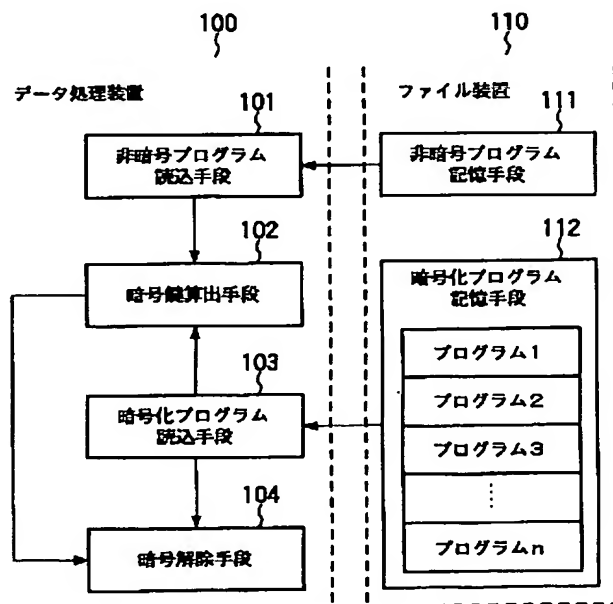 100
110
データ処理装置
ファイル装置
101
111
非暗号プログラム
読込手段
非暗号プログラム
記憶手段
102
112
暗号鍵算出手段
暗号化プログラム
記憶手段
103
プログラム1
暗号化プログラム
読込手段
プログラム2
プログラム3
104
⋮
暗号解除手段
プログラムn